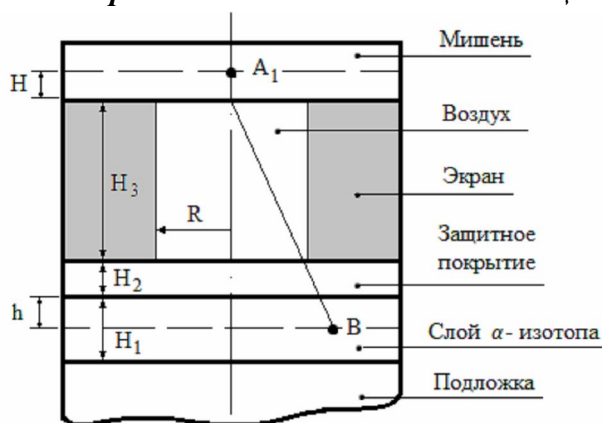 Мишень
A1
H
Воздух
H3
Экран
R
Защитное
покрытие
H2
h
H1
B
Слой α- изотопа
Подложка